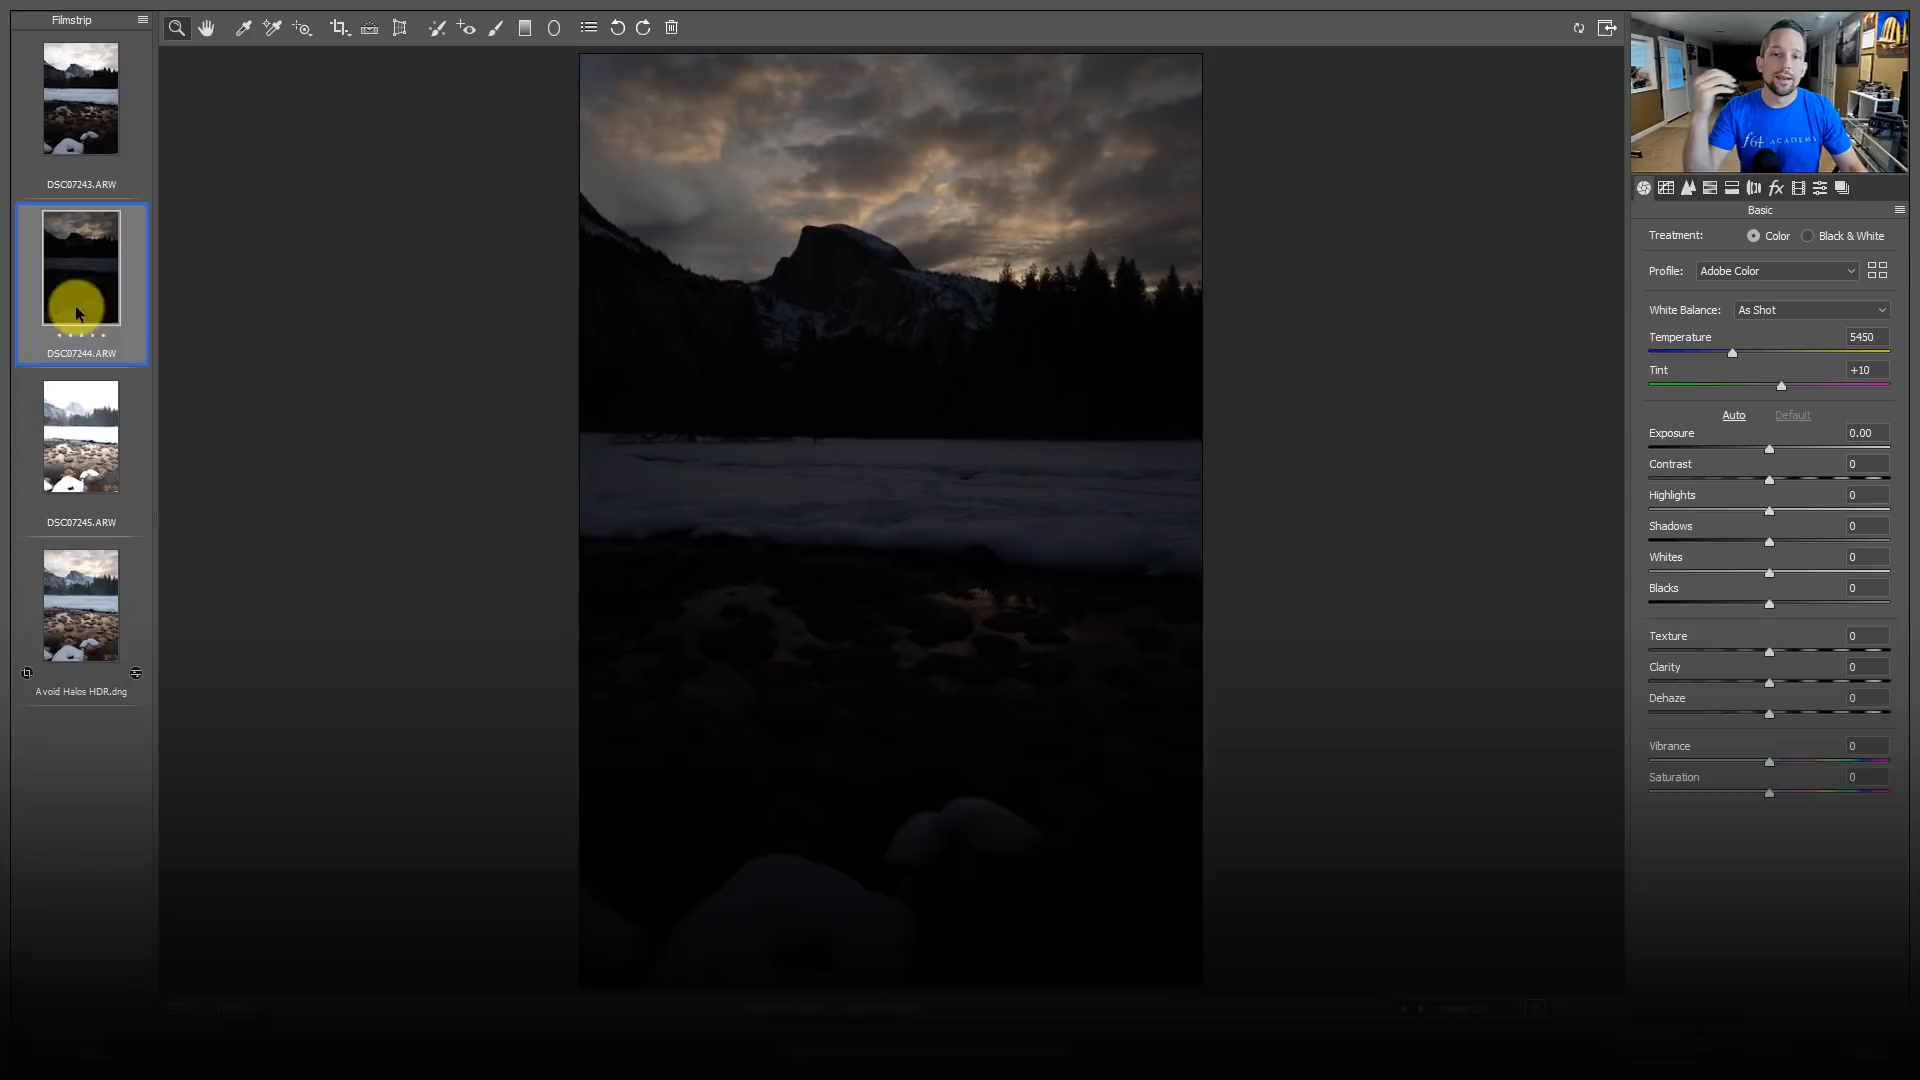 Filmstrip
DSC07243.ARW
DSC07244.ARW
DSC07245.ARW
Avoid Halos HDR.dng
f64 ACADEMY
Basic
Treatment: Color Black & White
Profile: Adobe Color
White Balance: As Shot
Temperature 5450
Tint +10
Auto Default
Exposure 0.00
Contrast 0
Highlights 0
Shadows 0
Whites 0
Blacks 0
Texture 0
Clarity 0
Dehaze 0
Vibrance 0
Saturation 0